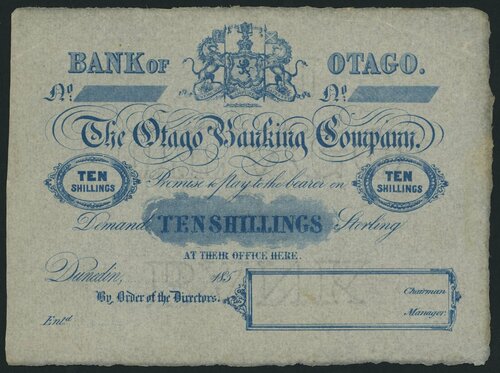 BANK OF OTAGO.
No. No.
The Otago Banking Company.
TEN SHILLINGS Promise to pay to the bearer on TEN SHILLINGS
Demand TEN SHILLINGS Sterling
AT THEIR OFFICE HERE.
Dunedin, 185
By Order of the Directors.
Chairman
Manager.
Entd.